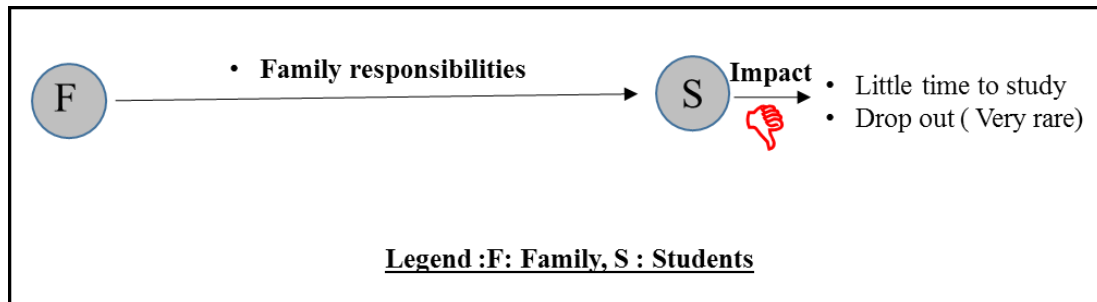 • Family responsibilities
F
S
Impact
• Little time to study
• Drop out ( Very rare)
Legend :F: Family, S : Students